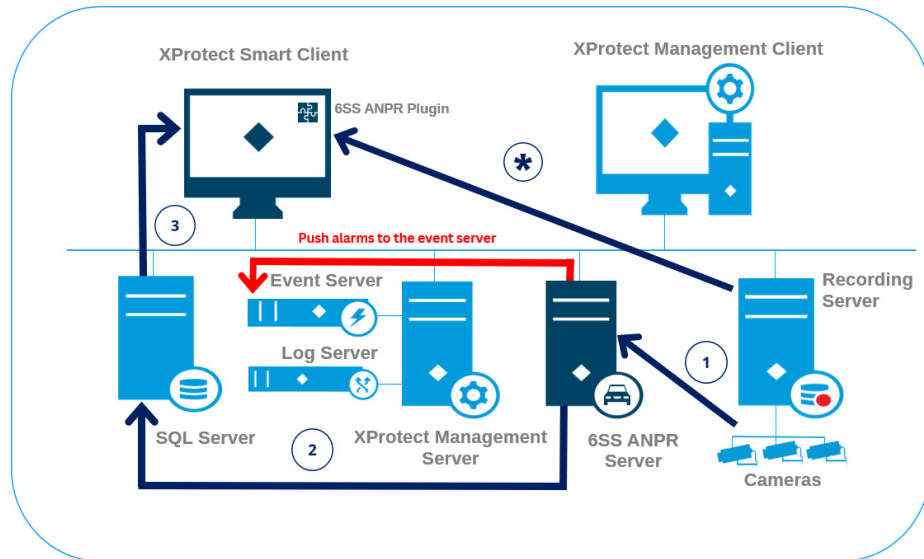 XProtect Smart Client
XProtect Management Client
6SS ANPR Plugin
*
3
Push alarms to the event server
Event Server
Recording
Server
Log Server
1
SQL Server
2
XProtect Management
Server
6SS ANPR
Server
Cameras